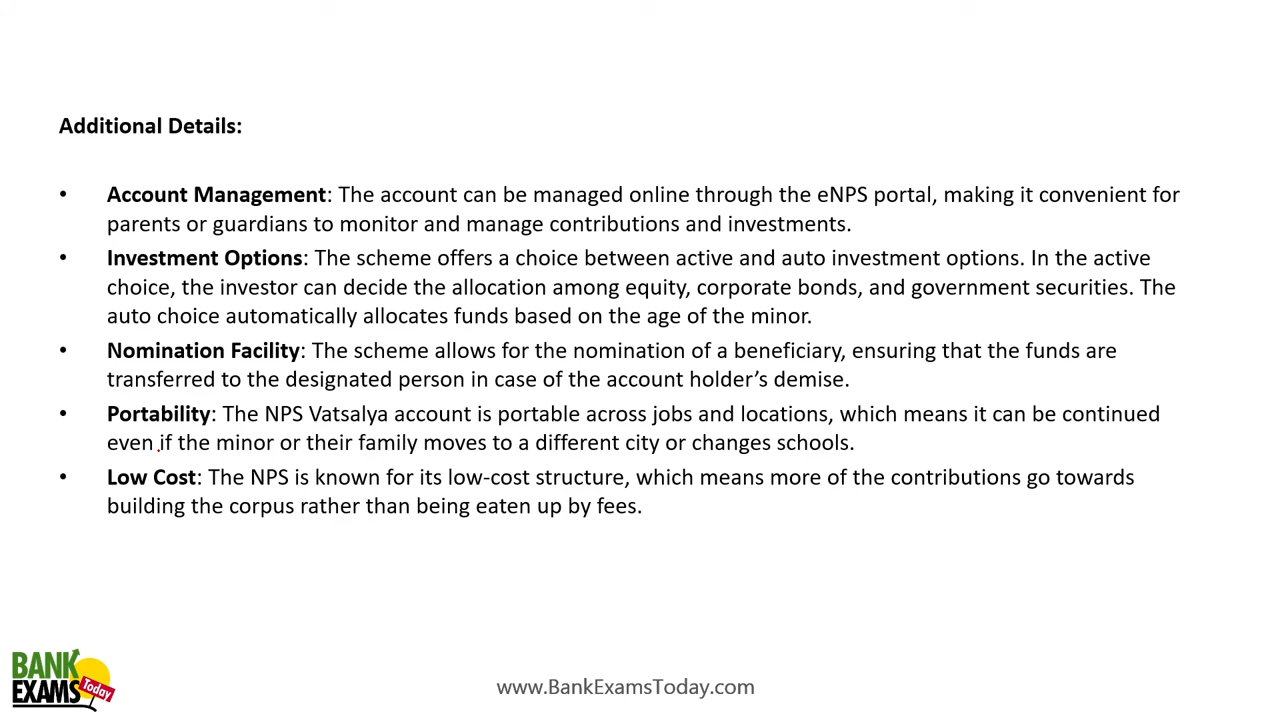 Additional Details:
• Account Management: The account can be managed online through the eNPS portal, making it convenient for
parents or guardians to monitor and manage contributions and investments.
• Investment Options: The scheme offers a choice between active and auto investment options. In the active
choice, the investor can decide the allocation among equity, corporate bonds, and government securities. The
auto choice automatically allocates funds based on the age of the minor.
• Nomination Facility: The scheme allows for the nomination of a beneficiary, ensuring that the funds are
transferred to the designated person in case of the account holder’s demise.
• Portability: The NPS Vatsalya account is portable across jobs and locations, which means it can be continued
even if the minor or their family moves to a different city or changes schools.
• Low Cost: The NPS is known for its low-cost structure, which means more of the contributions go towards
building the corpus rather than being eaten up by fees.
BANK
EXAMS
Today
www.BankExamsToday.com